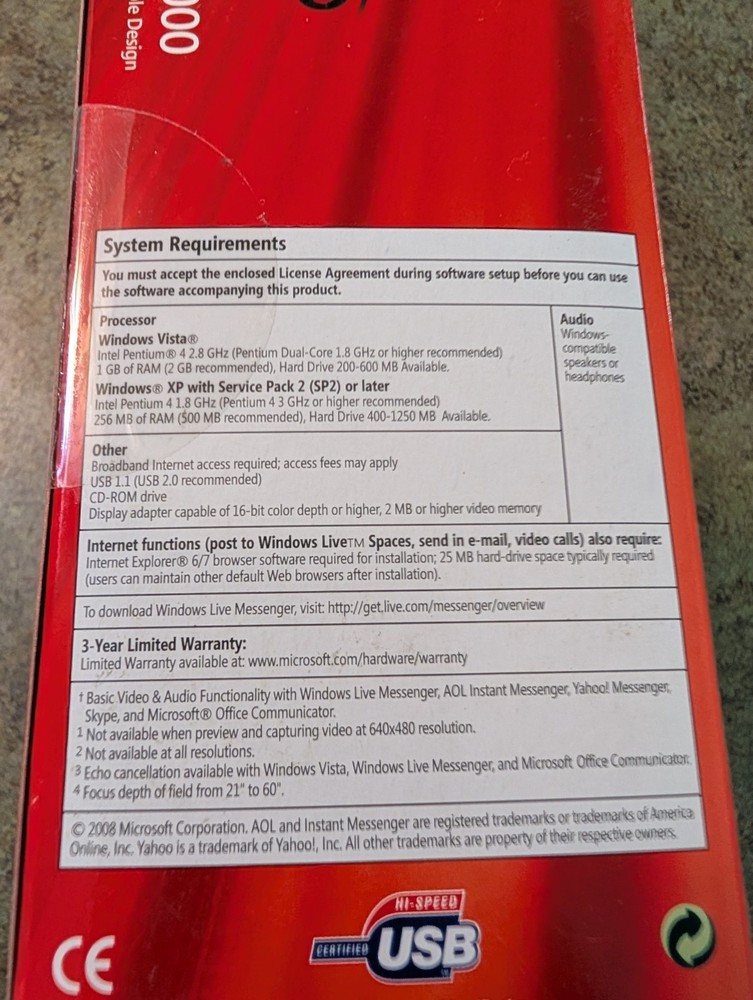 000
le Design
System Requirements
You must accept the enclosed License Agreement during software setup before you can use
the software accompanying this product.
Processor
Windows Vista®
Intel Pentium® 4 2.8 GHz (Pentium Dual-Core 1.8 GHz or higher recommended)
1 GB of RAM (2 GB recommended), Hard Drive 200-600 MB Available.
Windows® XP with Service Pack 2 (SP2) or later
Intel Pentium 4 1.8 GHz (Pentium 4 3 GHz or higher recommended)
256 MB of RAM (500 MB recommended), Hard Drive 400-1250 MB Available.
Audio
Windows-
compatible
speakers or
headphones
Other
Broadband Internet access required; access fees may apply
USB 1.1 (USB 2.0 recommended)
CD-ROM drive
Display adapter capable of 16-bit color depth or higher, 2 MB or higher video memory
Internet functions (post to Windows Live™ Spaces, send in e-mail, video calls) also require:
Internet Explorer® 6/7 browser software required for installation; 25 MB hard-drive space typically required
(users can maintain other default Web browsers after installation).
To download Windows Live Messenger, visit: http://get.live.com/messenger/overview
3-Year Limited Warranty:
Limited Warranty available at: www.microsoft.com/hardware/warranty
† Basic Video & Audio Functionality with Windows Live Messenger, AOL Instant Messenger, Yahoo! Messenger,
Skype, and Microsoft® Office Communicator.
1 Not available when preview and capturing video at 640x480 resolution.
2 Not available at all resolutions.
3 Echo cancellation available with Windows Vista, Windows Live Messenger, and Microsoft Office Communicator.
4 Focus depth of field from 21" to 60".
© 2008 Microsoft Corporation. AOL and Instant Messenger are registered trademarks or trademarks of America
Online, Inc. Yahoo is a trademark of Yahoo!, Inc. All other trademarks are property of their respective owners.
CE
HI-SPEED
CERTIFIED USB